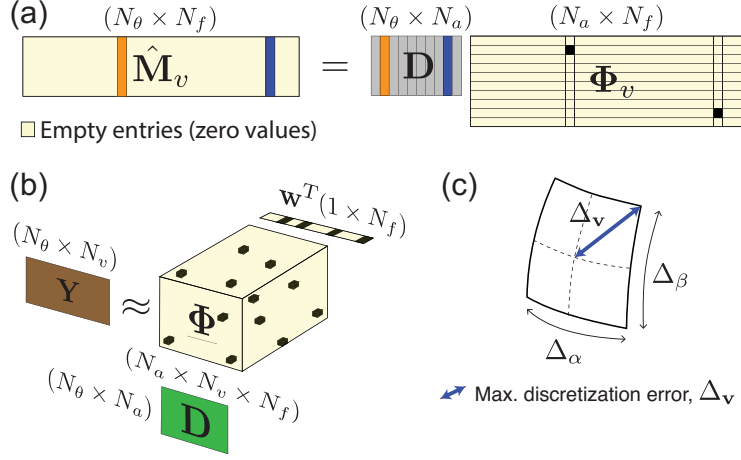 (a)
(N_θ × N_f)
(N_θ × N_a)
(N_a × N_f)
M̂_v
=
D
Φ_v
Empty entries (zero values)
(b)
w^T(1 × N_f)
(N_θ × N_v)
Y
≈
Φ
(N_a × N_v × N_f)
(N_θ × N_a)
D
(c)
Δ_v
Δ_β
Δ_α
Max. discretization error, Δ_v